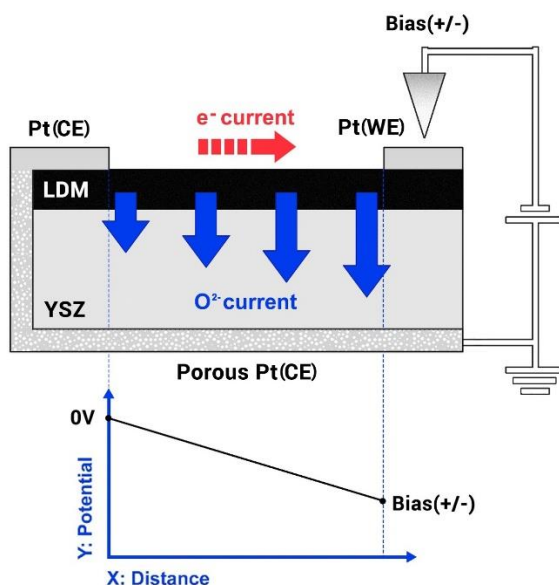 Bias(+/-)
e⁻ current
Pt(CE)
Pt(WE)
LDM
YSZ
O²⁻ current
Porous Pt(CE)
0V
Bias(+/-)
Y: Potential
X: Distance